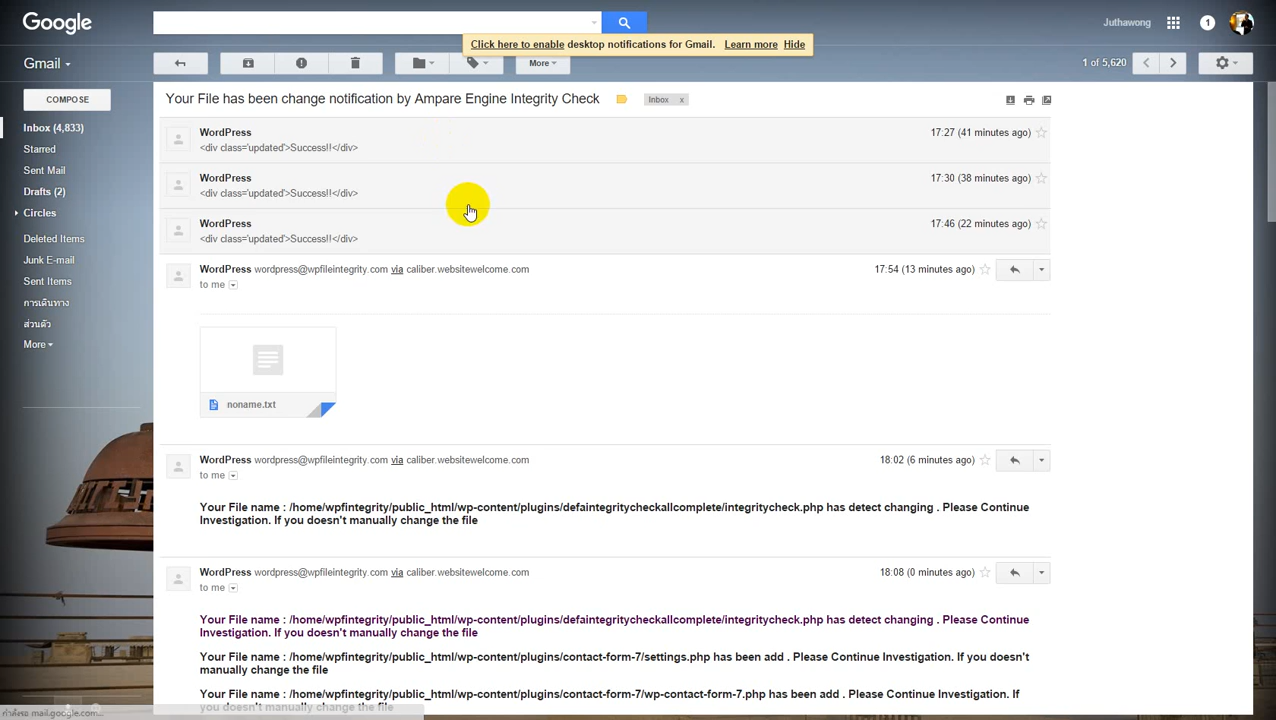 Google
Juthawong
1
Click here to enable desktop notifications for Gmail. Learn more Hide
Gmail
More
1 of 5,620
COMPOSE
Your File has been change notification by Ampare Engine Integrity Check
Inbox x
Inbox (4,833)
Starred
Sent Mail
Drafts (2)
Circles
Deleted Items
Junk E-mail
Sent Items
การเดินทาง
ส่วนตัว
More
WordPress 17:27 (41 minutes ago)
<div class='updated'>Success!!</div>
WordPress 17:30 (38 minutes ago)
<div class='updated'>Success!!</div>
WordPress 17:46 (22 minutes ago)
<div class='updated'>Success!!</div>
WordPress wordpress@wpfileintegrity.com via caliber.websitewelcome.com 17:54 (13 minutes ago)
to me
noname.txt
WordPress wordpress@wpfileintegrity.com via caliber.websitewelcome.com 18:02 (6 minutes ago)
to me
Your File name : /home/wpfintegrity/public_html/wp-content/plugins/defaintegritycheckallcomplete/integritycheck.php has detect changing . Please Continue
Investigation. If you doesn't manually change the file
WordPress wordpress@wpfileintegrity.com via caliber.websitewelcome.com 18:08 (0 minutes ago)
to me
Your File name : /home/wpfintegrity/public_html/wp-content/plugins/defaintegritycheckallcomplete/integritycheck.php has detect changing . Please Continue
Investigation. If you doesn't manually change the file
Your File name : /home/wpfintegrity/public_html/wp-content/plugins/contact-form-7/settings.php has been add . Please Continue Investigation. If you doesn't
manually change the file
Your File name : /home/wpfintegrity/public_html/wp-content/plugins/contact-form-7/wp-contact-form-7.php has been add . Please Continue Investigation. If
you doesn't manually change the file
mail.google.com...